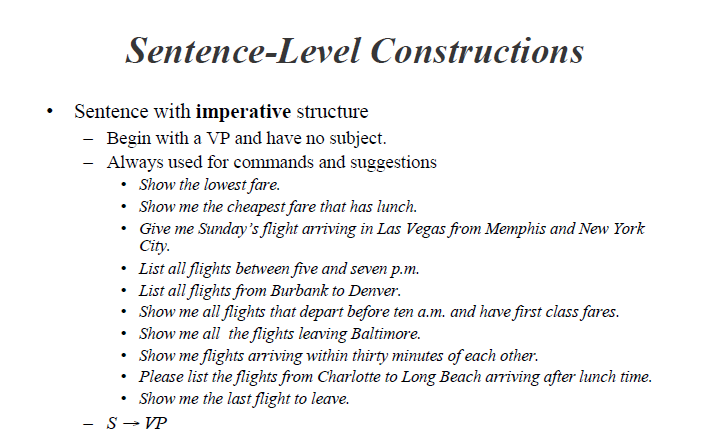 Sentence-Level Constructions
• Sentence with imperative structure
– Begin with a VP and have no subject.
– Always used for commands and suggestions
• Show the lowest fare.
• Show me the cheapest fare that has lunch.
• Give me Sunday's flight arriving in Las Vegas from Memphis and New York
City.
• List all flights between five and seven p.m.
• List all flights from Burbank to Denver.
• Show me all flights that depart before ten a.m. and have first class fares.
• Show me all the flights leaving Baltimore.
• Show me flights arriving within thirty minutes of each other.
• Please list the flights from Charlotte to Long Beach arriving after lunch time.
• Show me the last flight to leave.
– S → VP